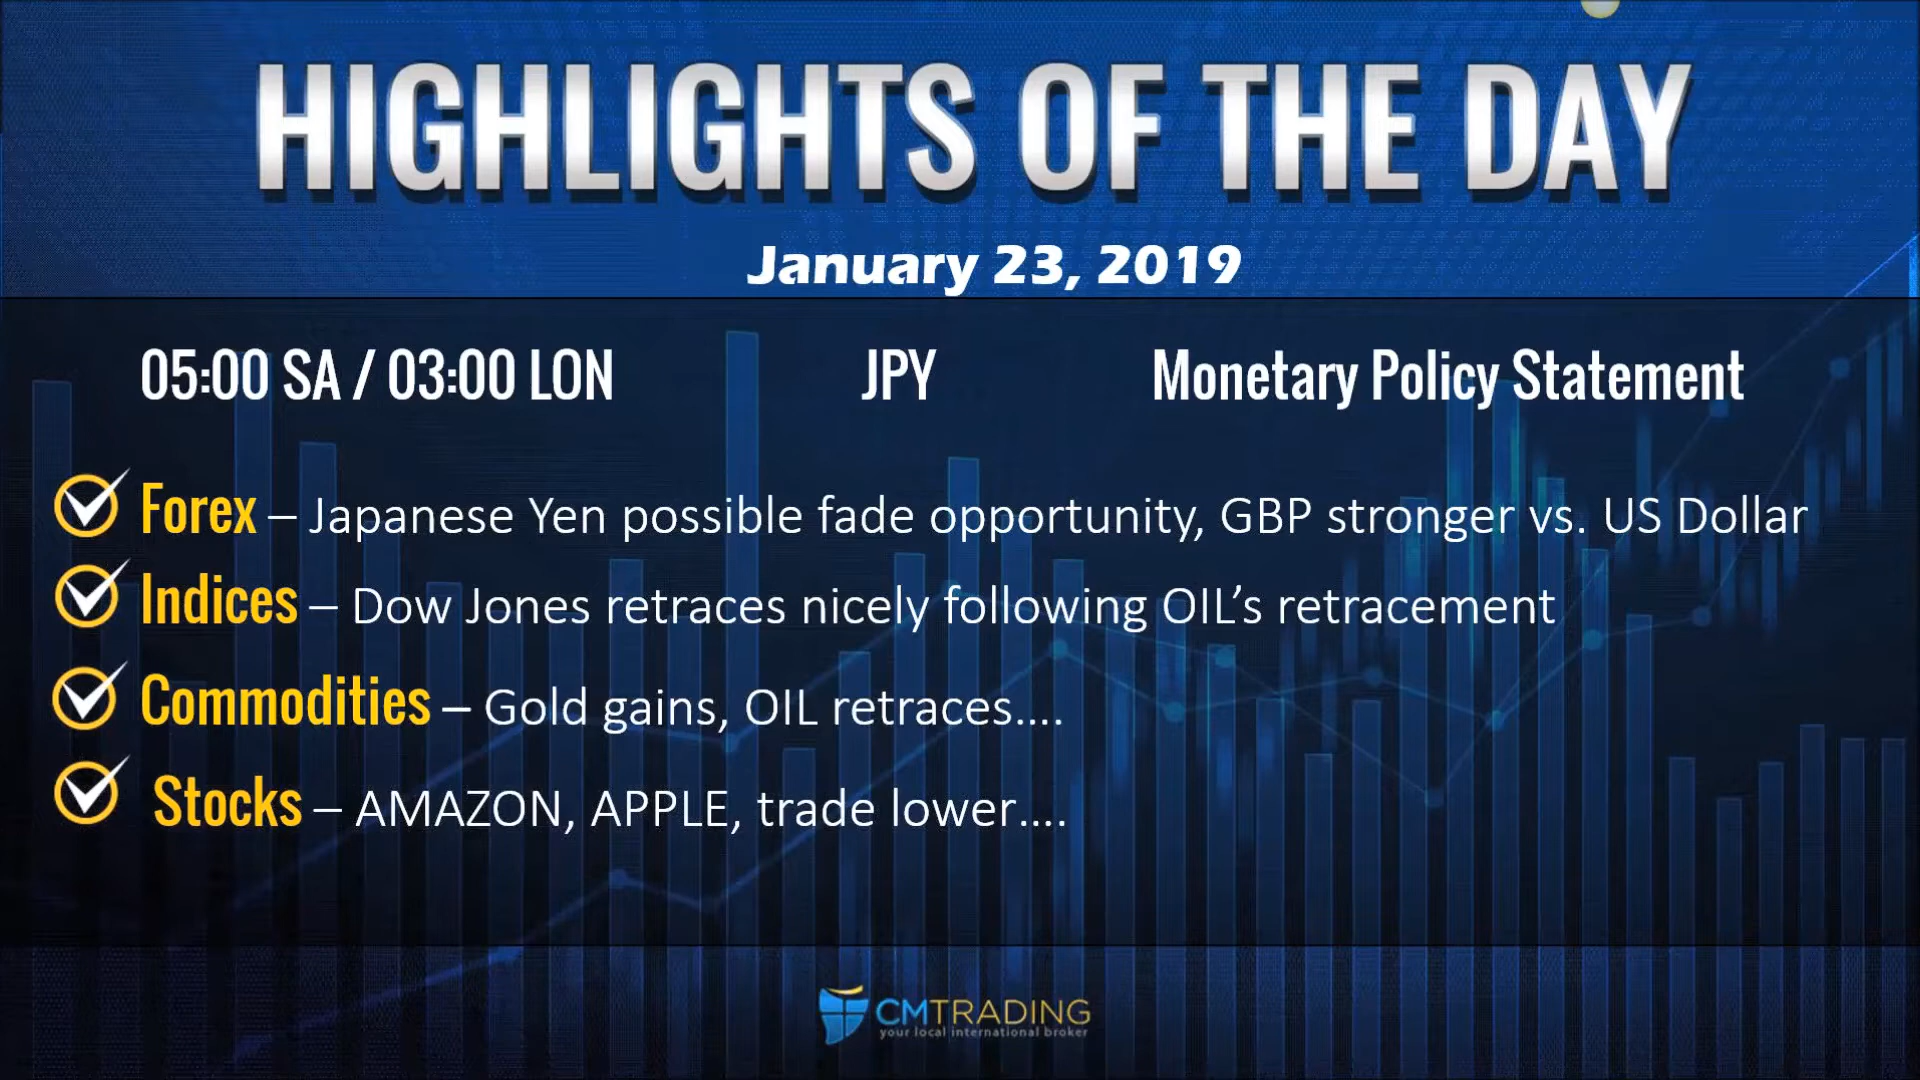 HIGHLIGHTS OF THE DAY
January 23, 2019
05:00 SA / 03:00 LON JPY Monetary Policy Statement
Forex – Japanese Yen possible fade opportunity, GBP stronger vs. US Dollar
Indices – Dow Jones retraces nicely following OIL’s retracement
Commodities – Gold gains, OIL retraces....
Stocks – AMAZON, APPLE, trade lower....
CMTRADING
your local international broker